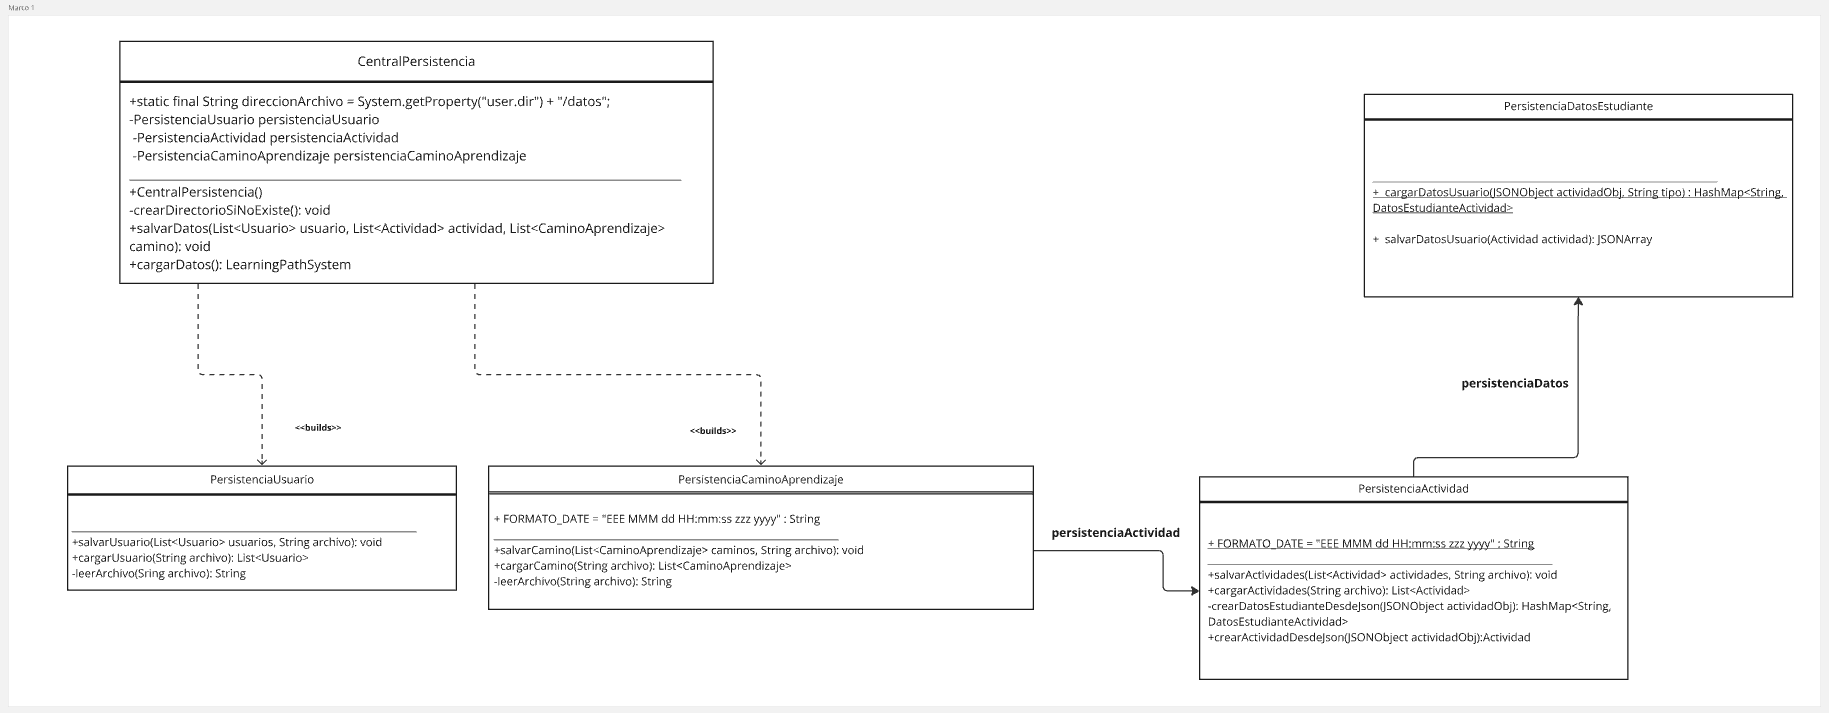 Marco 1
CentralPersistencia
+static final String direccionArchivo = System.getProperty("user.dir") + "/datos";
-PersistenciaUsuario persistenciaUsuario
-PersistenciaActividad persistenciaActividad
-PersistenciaCaminoAprendizaje persistenciaCaminoAprendizaje
+CentralPersistencia()
-crearDirectorioSiNoExiste(): void
+salvarDatos(List<Usuario> usuario, List<Actividad> actividad, List<CaminoAprendizaje>
camino): void
+cargarDatos(): LearningPathSystem
PersistenciaDatosEstudiante
+ cargarDatosUsuario(JSONObject actividadObj, String tipo) : HashMap<String,
DatosEstudianteActividad>
+ salvarDatosUsuario(Actividad actividad): JSONArray
persistenciaDatos
<<builds>>
<<builds>>
PersistenciaUsuario
+salvarUsuario(List<Usuario> usuarios, String archivo): void
+cargarUsuario(String archivo): List<Usuario>
-leerArchivo(Sring archivo): String
PersistenciaCaminoAprendizaje
+ FORMATO_DATE = "EEE MMM dd HH:mm:ss zzz yyyy" : String
+salvarCamino(List<CaminoAprendizaje> caminos, String archivo): void
+cargarCamino(String archivo): List<CaminoAprendizaje>
-leerArchivo(String archivo): String
persistenciaActividad
PersistenciaActividad
+ FORMATO_DATE = "EEE MMM dd HH:mm:ss zzz yyyy" : String
+salvarActividades(List<Actividad> actividades, String archivo): void
+cargarActividades(String archivo): List<Actividad>
-crearDatosEstudianteDesdeJson(JSONObject actividadObj): HashMap<String,
DatosEstudianteActividad>
+crearActividadDesdeJson(JSONObject actividadObj):Actividad